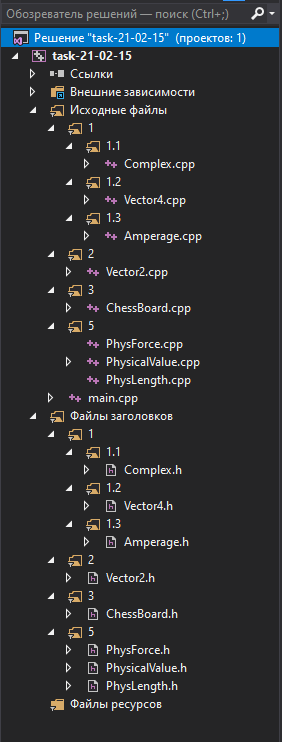 Обозреватель решений — поиск (Ctrl+;)
Решение "task-21-02-15" (проектов: 1)
task-21-02-15
Ссылки
Внешние зависимости
Исходные файлы
1
1.1
Complex.cpp
1.2
Vector4.cpp
1.3
Amperage.cpp
2
Vector2.cpp
3
ChessBoard.cpp
5
PhysForce.cpp
PhysicalValue.cpp
PhysLength.cpp
main.cpp
Файлы заголовков
1
1.1
Complex.h
1.2
Vector4.h
1.3
Amperage.h
2
Vector2.h
3
ChessBoard.h
5
PhysForce.h
PhysicalValue.h
PhysLength.h
Файлы ресурсов